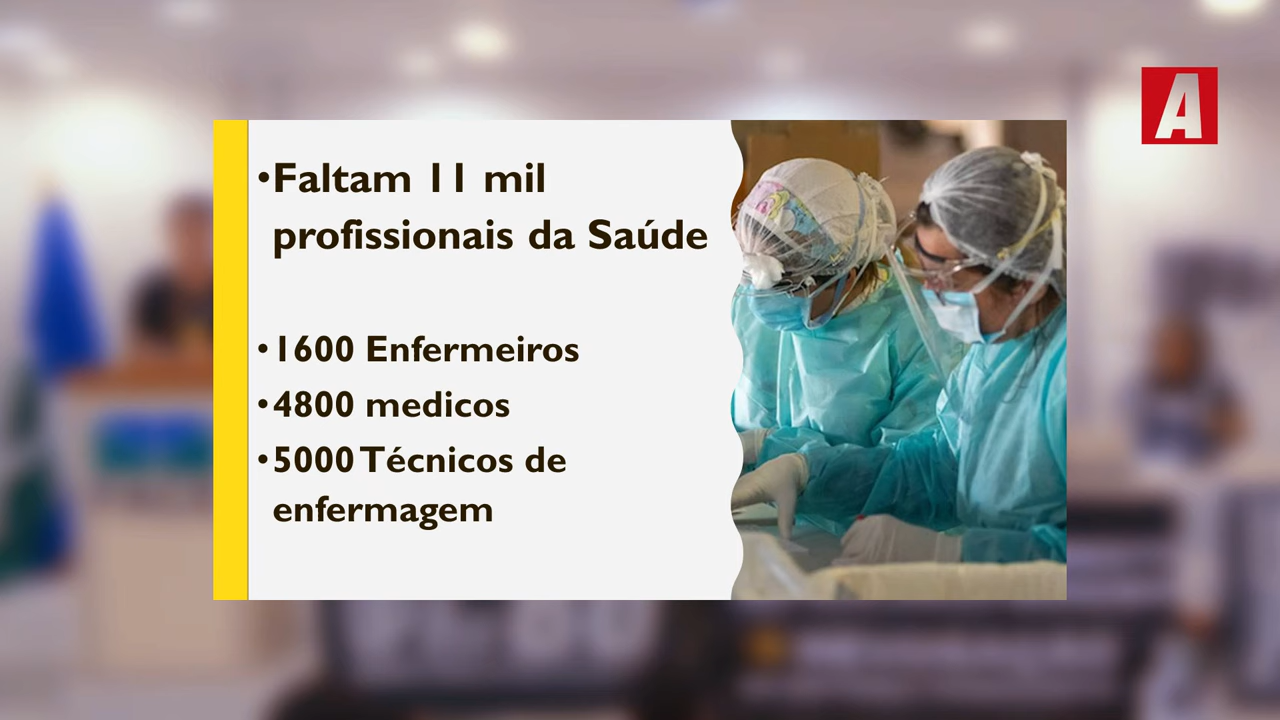 A
•Faltam 11 mil
profissionais da Saúde
•1600 Enfermeiros
•4800 medicos
•5000 Técnicos de
enfermagem